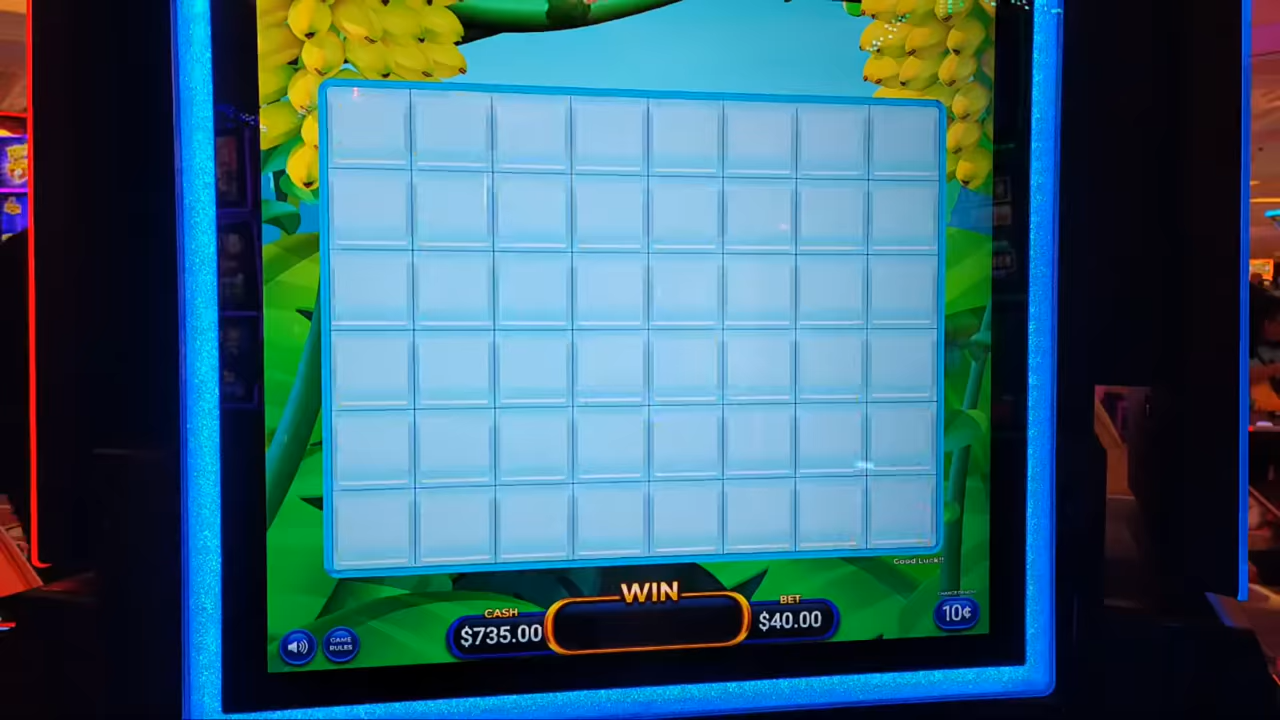 Good Luck!!
WIN
CASH
$735.00
BET
$40.00
10¢
GAME
RULES